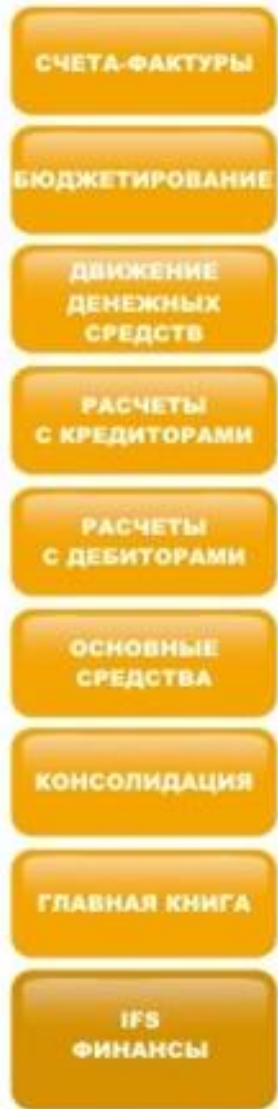 СЧЕТА-ФАКТУРЫ
БЮДЖЕТИРОВАНИЕ
ДВИЖЕНИЕ
ДЕНЕЖНЫХ
СРЕДСТВ
РАСЧЕТЫ
С КРЕДИТОРАМИ
РАСЧЕТЫ
С ДЕБИТОРАМИ
ОСНОВНЫЕ
СРЕДСТВА
КОНСОЛИДАЦИЯ
ГЛАВНАЯ КНИГА
IFS
ФИНАНСЫ